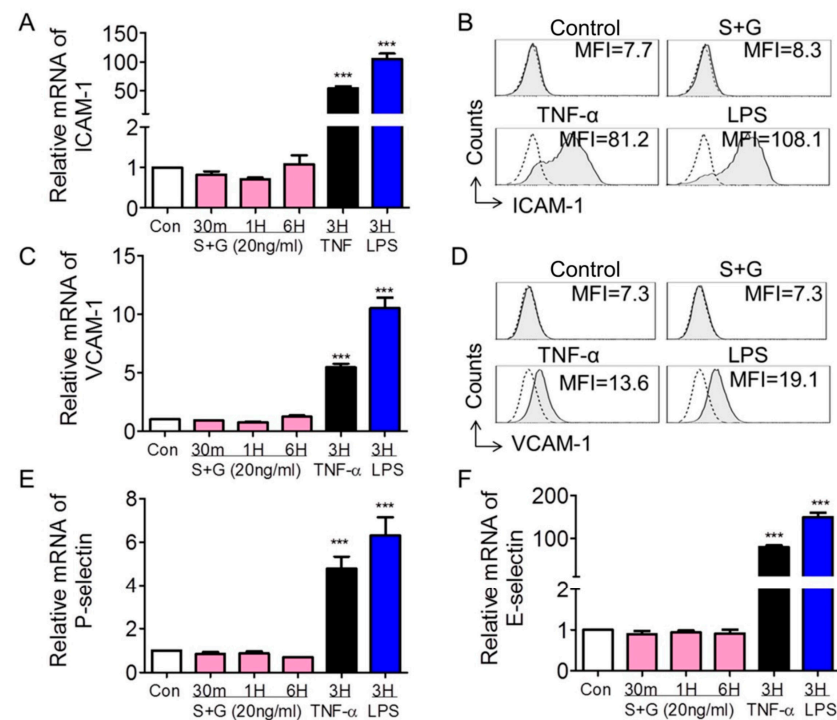 A
Relative mRNA of
ICAM-1
150
100
50
2
1
0
***
***
Con 30m 1H 6H 3H 3H
S+G (20ng/ml) TNF LPS
B
Control S+G
MFI=7.7 MFI=8.3
TNF-α LPS
MFI=81.2 MFI=108.1
Counts
ICAM-1
C
Relative mRNA of
VCAM-1
15
10
5
0
***
***
Con 30m 1H 6H 3H 3H
S+G (20ng/ml) TNF-α LPS
D
Control S+G
MFI=7.3 MFI=7.3
TNF-α LPS
MFI=13.6 MFI=19.1
Counts
VCAM-1
E
Relative mRNA of
P-selectin
8
6
4
2
0
***
***
Con 30m 1H 6H 3H 3H
S+G (20ng/ml) TNF-α LPS
F
Relative mRNA of
E-selectin
200
100
2
1
0
***
***
Con 30m 1H 6H 3H 3H
S+G (20ng/ml) TNF-α LPS